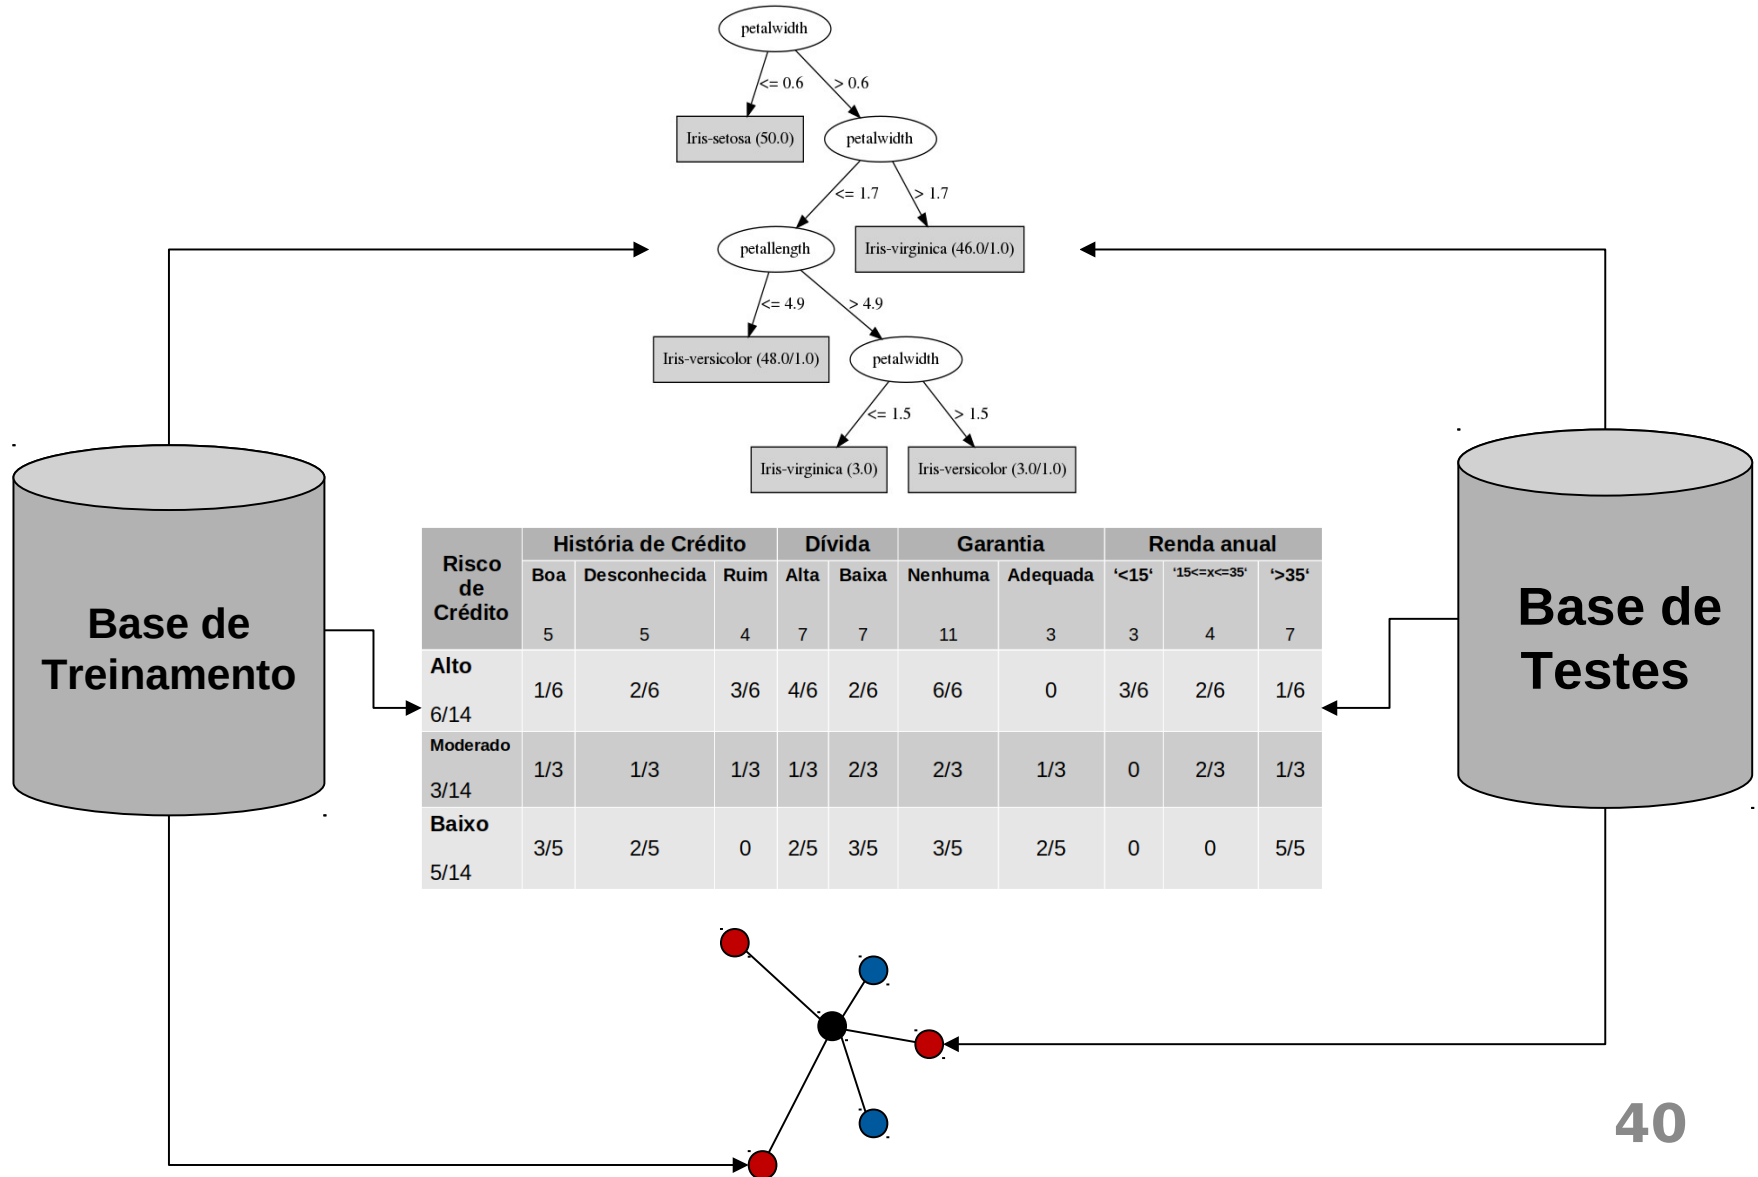 petalwidth
<= 0.6 > 0.6
Iris-setosa (50.0) petalwidth
<= 1.7 > 1.7
petallength Iris-virginica (46.0/1.0)
<= 4.9 > 4.9
Iris-versicolor (48.0/1.0) petalwidth
<= 1.5 > 1.5
Iris-virginica (3.0) Iris-versicolor (3.0/1.0)
Base de
Treinamento
Risco
de
Crédito
História de Crédito Dívida Garantia Renda anual
Boa Desconhecida Ruim Alta Baixa Nenhuma Adequada ‘<15‘ ‘15<=x<=35‘ ‘>35‘
5 5 4 7 7 11 3 3 4 7
Alto
6/14
1/6 2/6 3/6 4/6 2/6 6/6 0 3/6 2/6 1/6
Moderado
3/14
1/3 1/3 1/3 1/3 2/3 2/3 1/3 0 2/3 1/3
Baixo
5/14
3/5 2/5 0 2/5 3/5 3/5 2/5 0 0 5/5
Base de
Testes
40